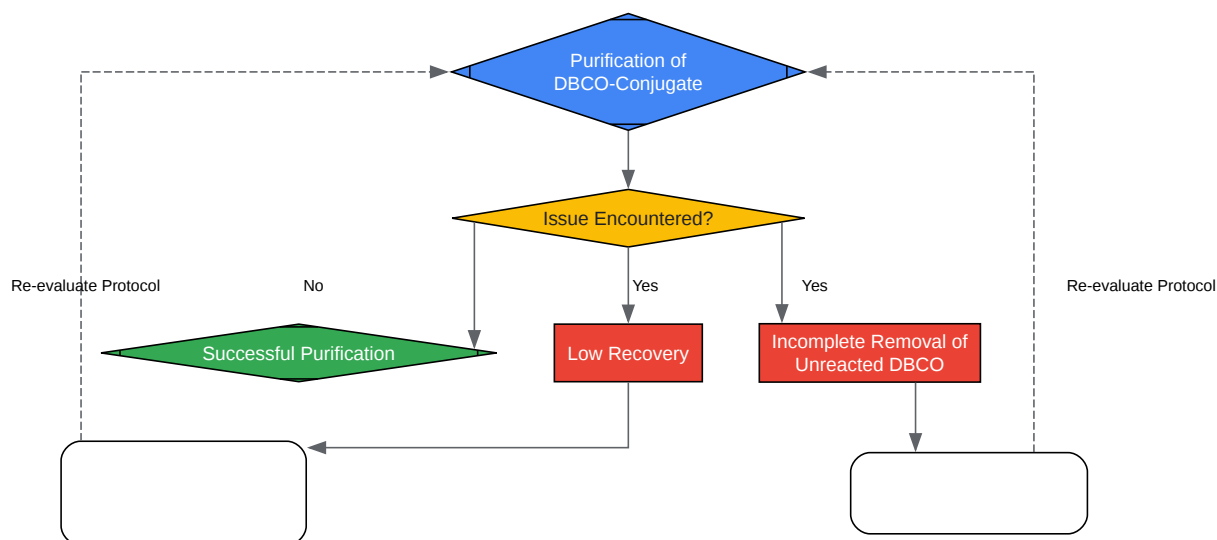 Purification of
DBCO-Conjugate
Issue Encountered?
Re-evaluate Protocol
No
Yes
Yes
Re-evaluate Protocol
Successful Purification
Low Recovery
Incomplete Removal of
Unreacted DBCO